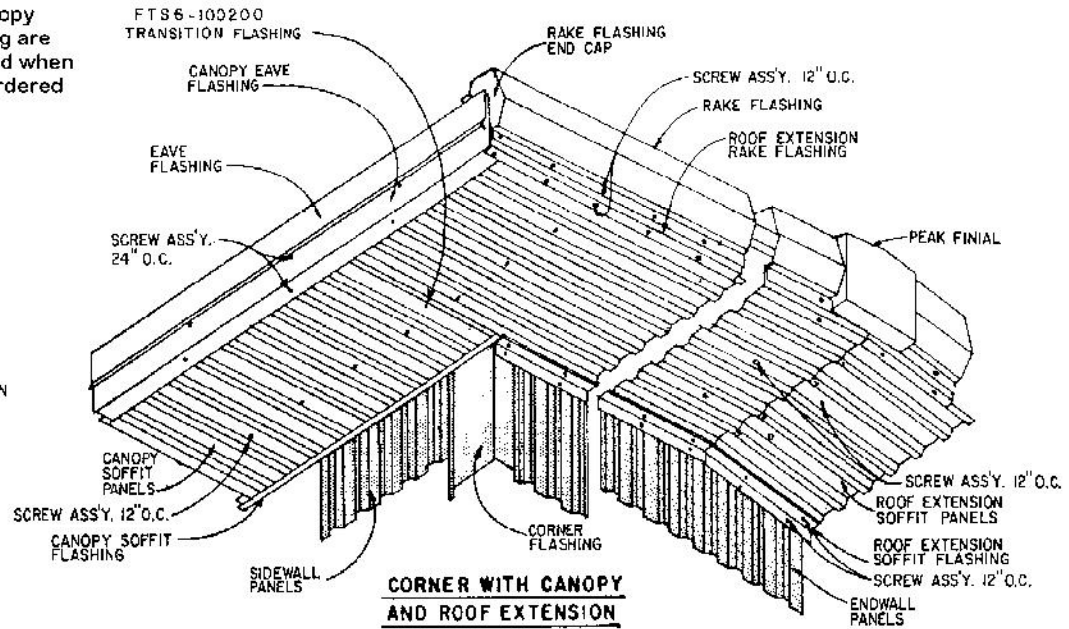 opy
g are
d when
rdered
FTS6-100200
TRANSITION FLASHING
CANOPY EAVE
FLASHING
EAVE
FLASHING
SCREW ASS'Y.
24" O.C.
RAKE FLASHING
END CAP
SCREW ASS'Y. 12" O.C.
RAKE FLASHING
ROOF EXTENSION
RAKE FLASHING
PEAK FINIAL
N
CANOPY
SOFFIT
PANELS
SCREW ASS'Y. 12" O.C.
CANOPY SOFFIT
FLASHING
SIDEWALL
PANELS
CORNER
FLASHING
SCREW ASS'Y. 12" O.C.
ROOF EXTENSION
SOFFIT PANELS
ROOF EXTENSION
SOFFIT FLASHING
SCREW ASS'Y. 12" O.C.
ENDWALL
PANELS
CORNER WITH CANOPY
AND ROOF EXTENSION